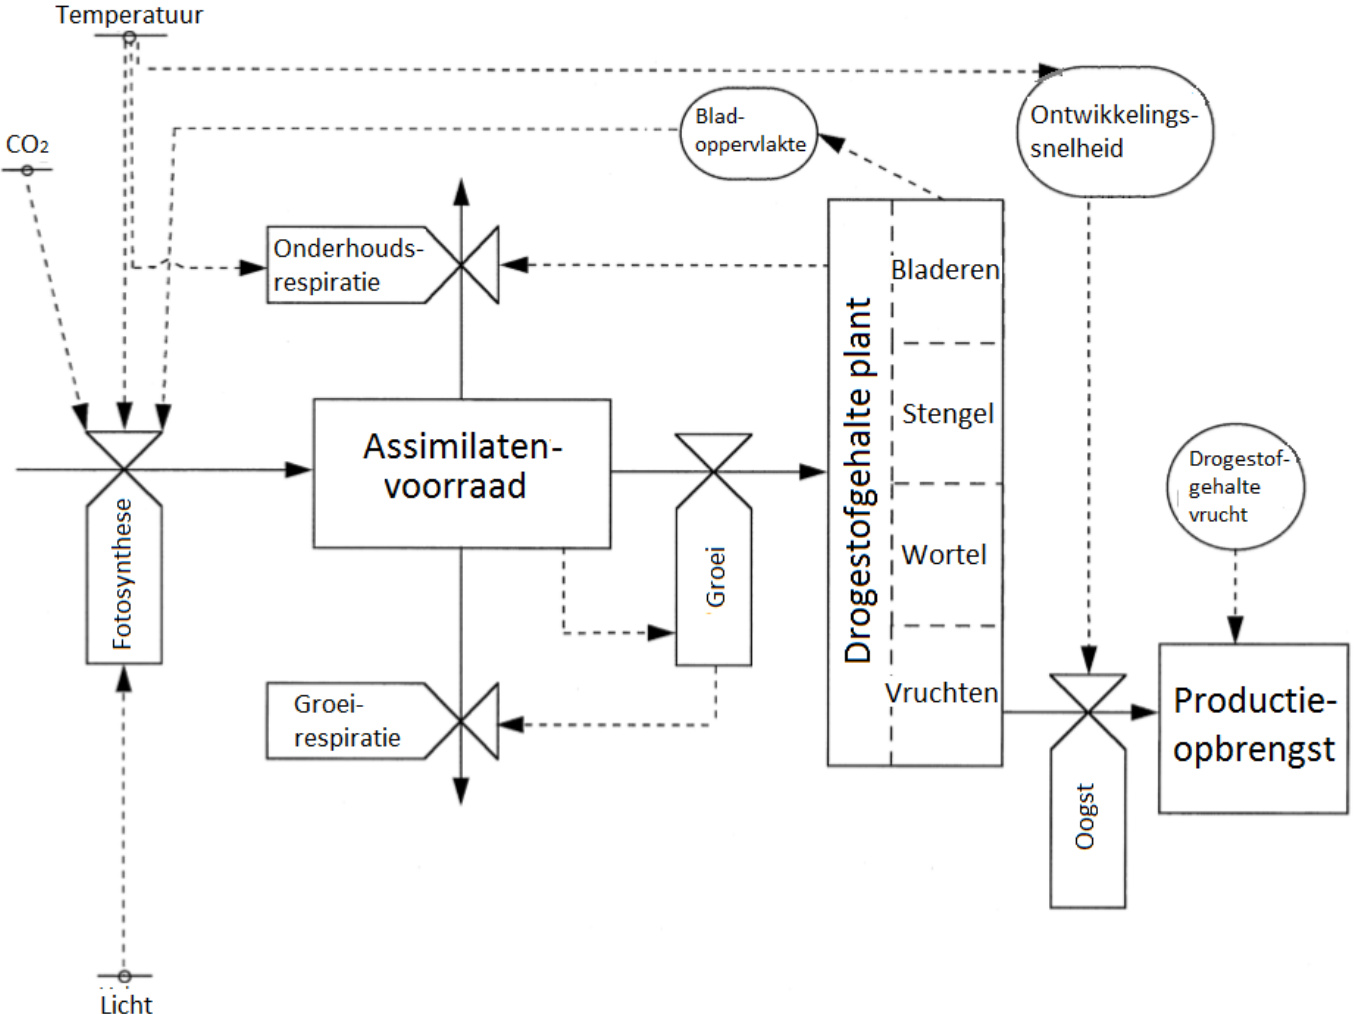 Temperatuur
CO₂
Blad-
oppervlakte
Ontwikkelings-
snelheid
Onderhouds-
respiratie
Bladeren
Stengel
Wortel
Vruchten
Drogestofgehalte plant
Assimilaten-
voorraad
Fotosynthese
Groei
Groei-
respiratie
Drogestof-
gehalte
vrucht
Productie-
opbrengst
Oogst
Licht